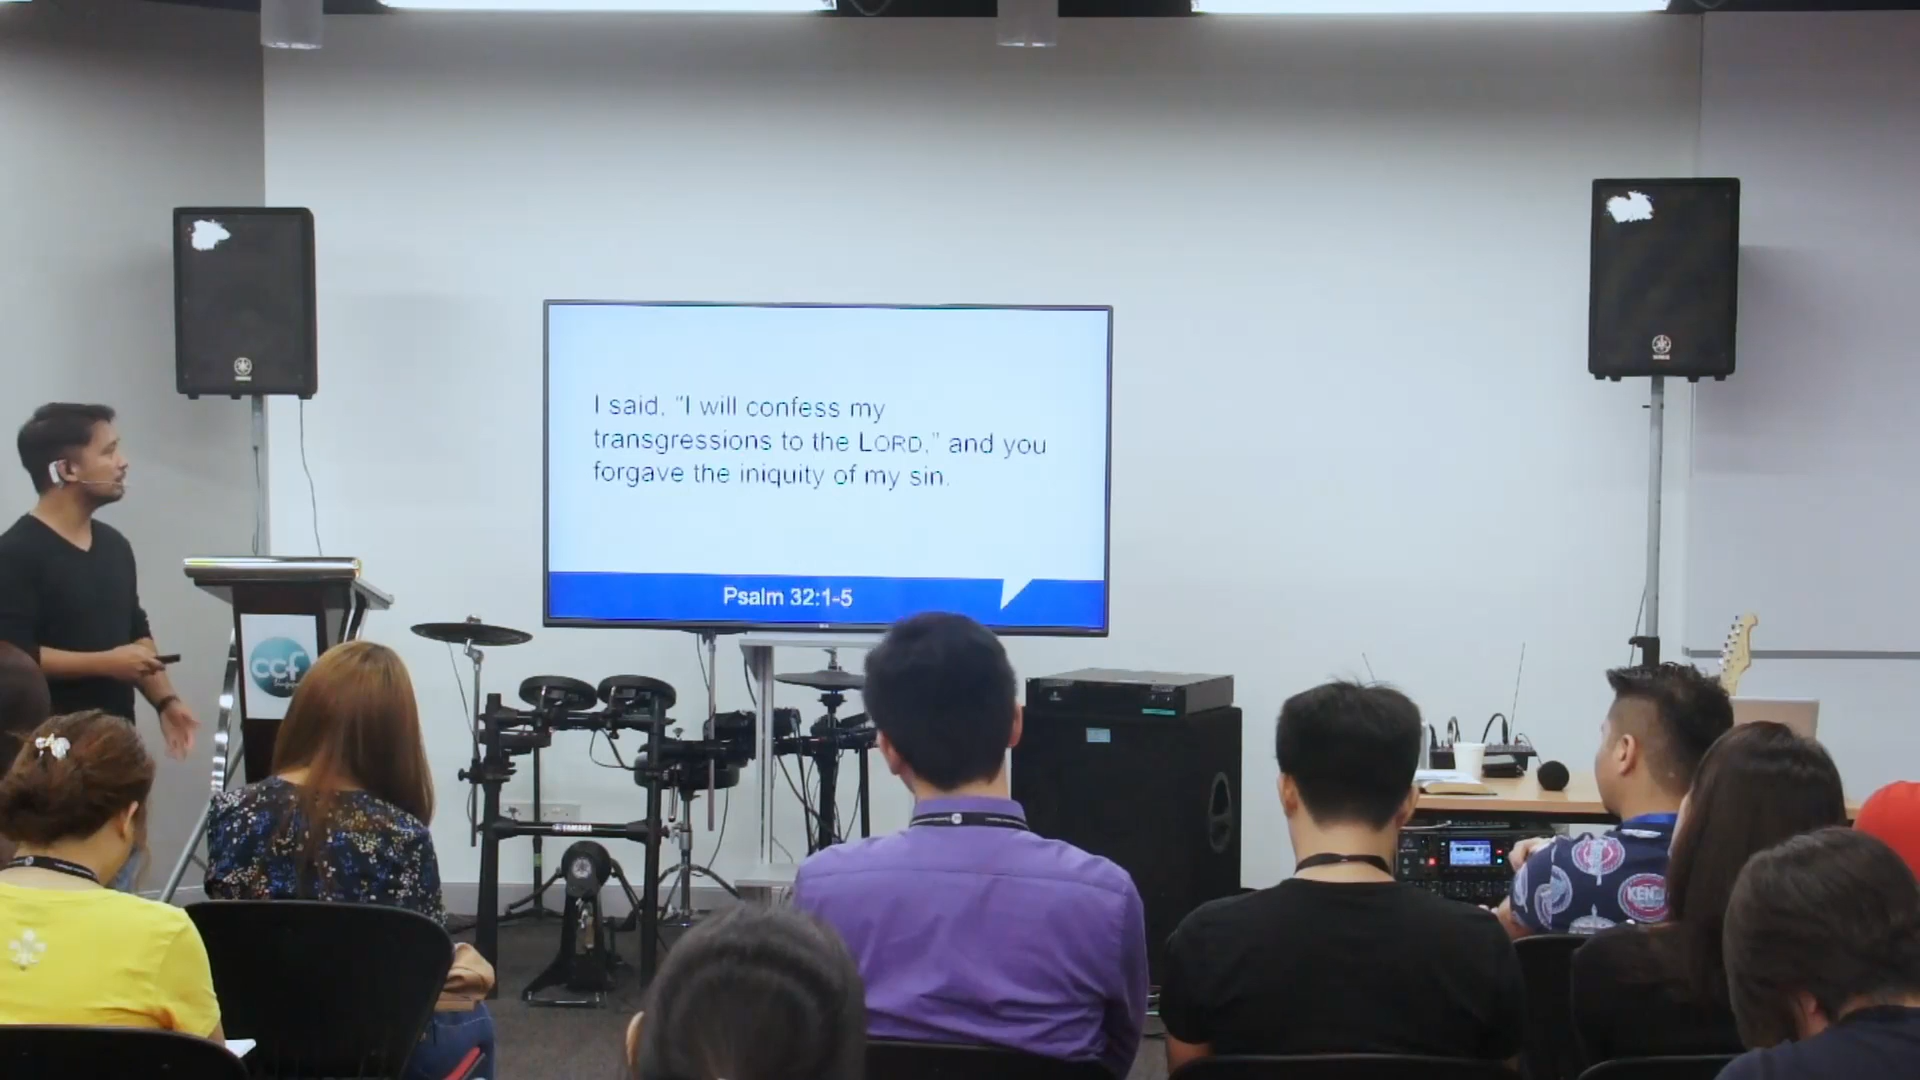 I said, "I will confess my
transgressions to the LORD," and you
forgave the iniquity of my sin.
Psalm 32:1-5
ccf
YAMAHA